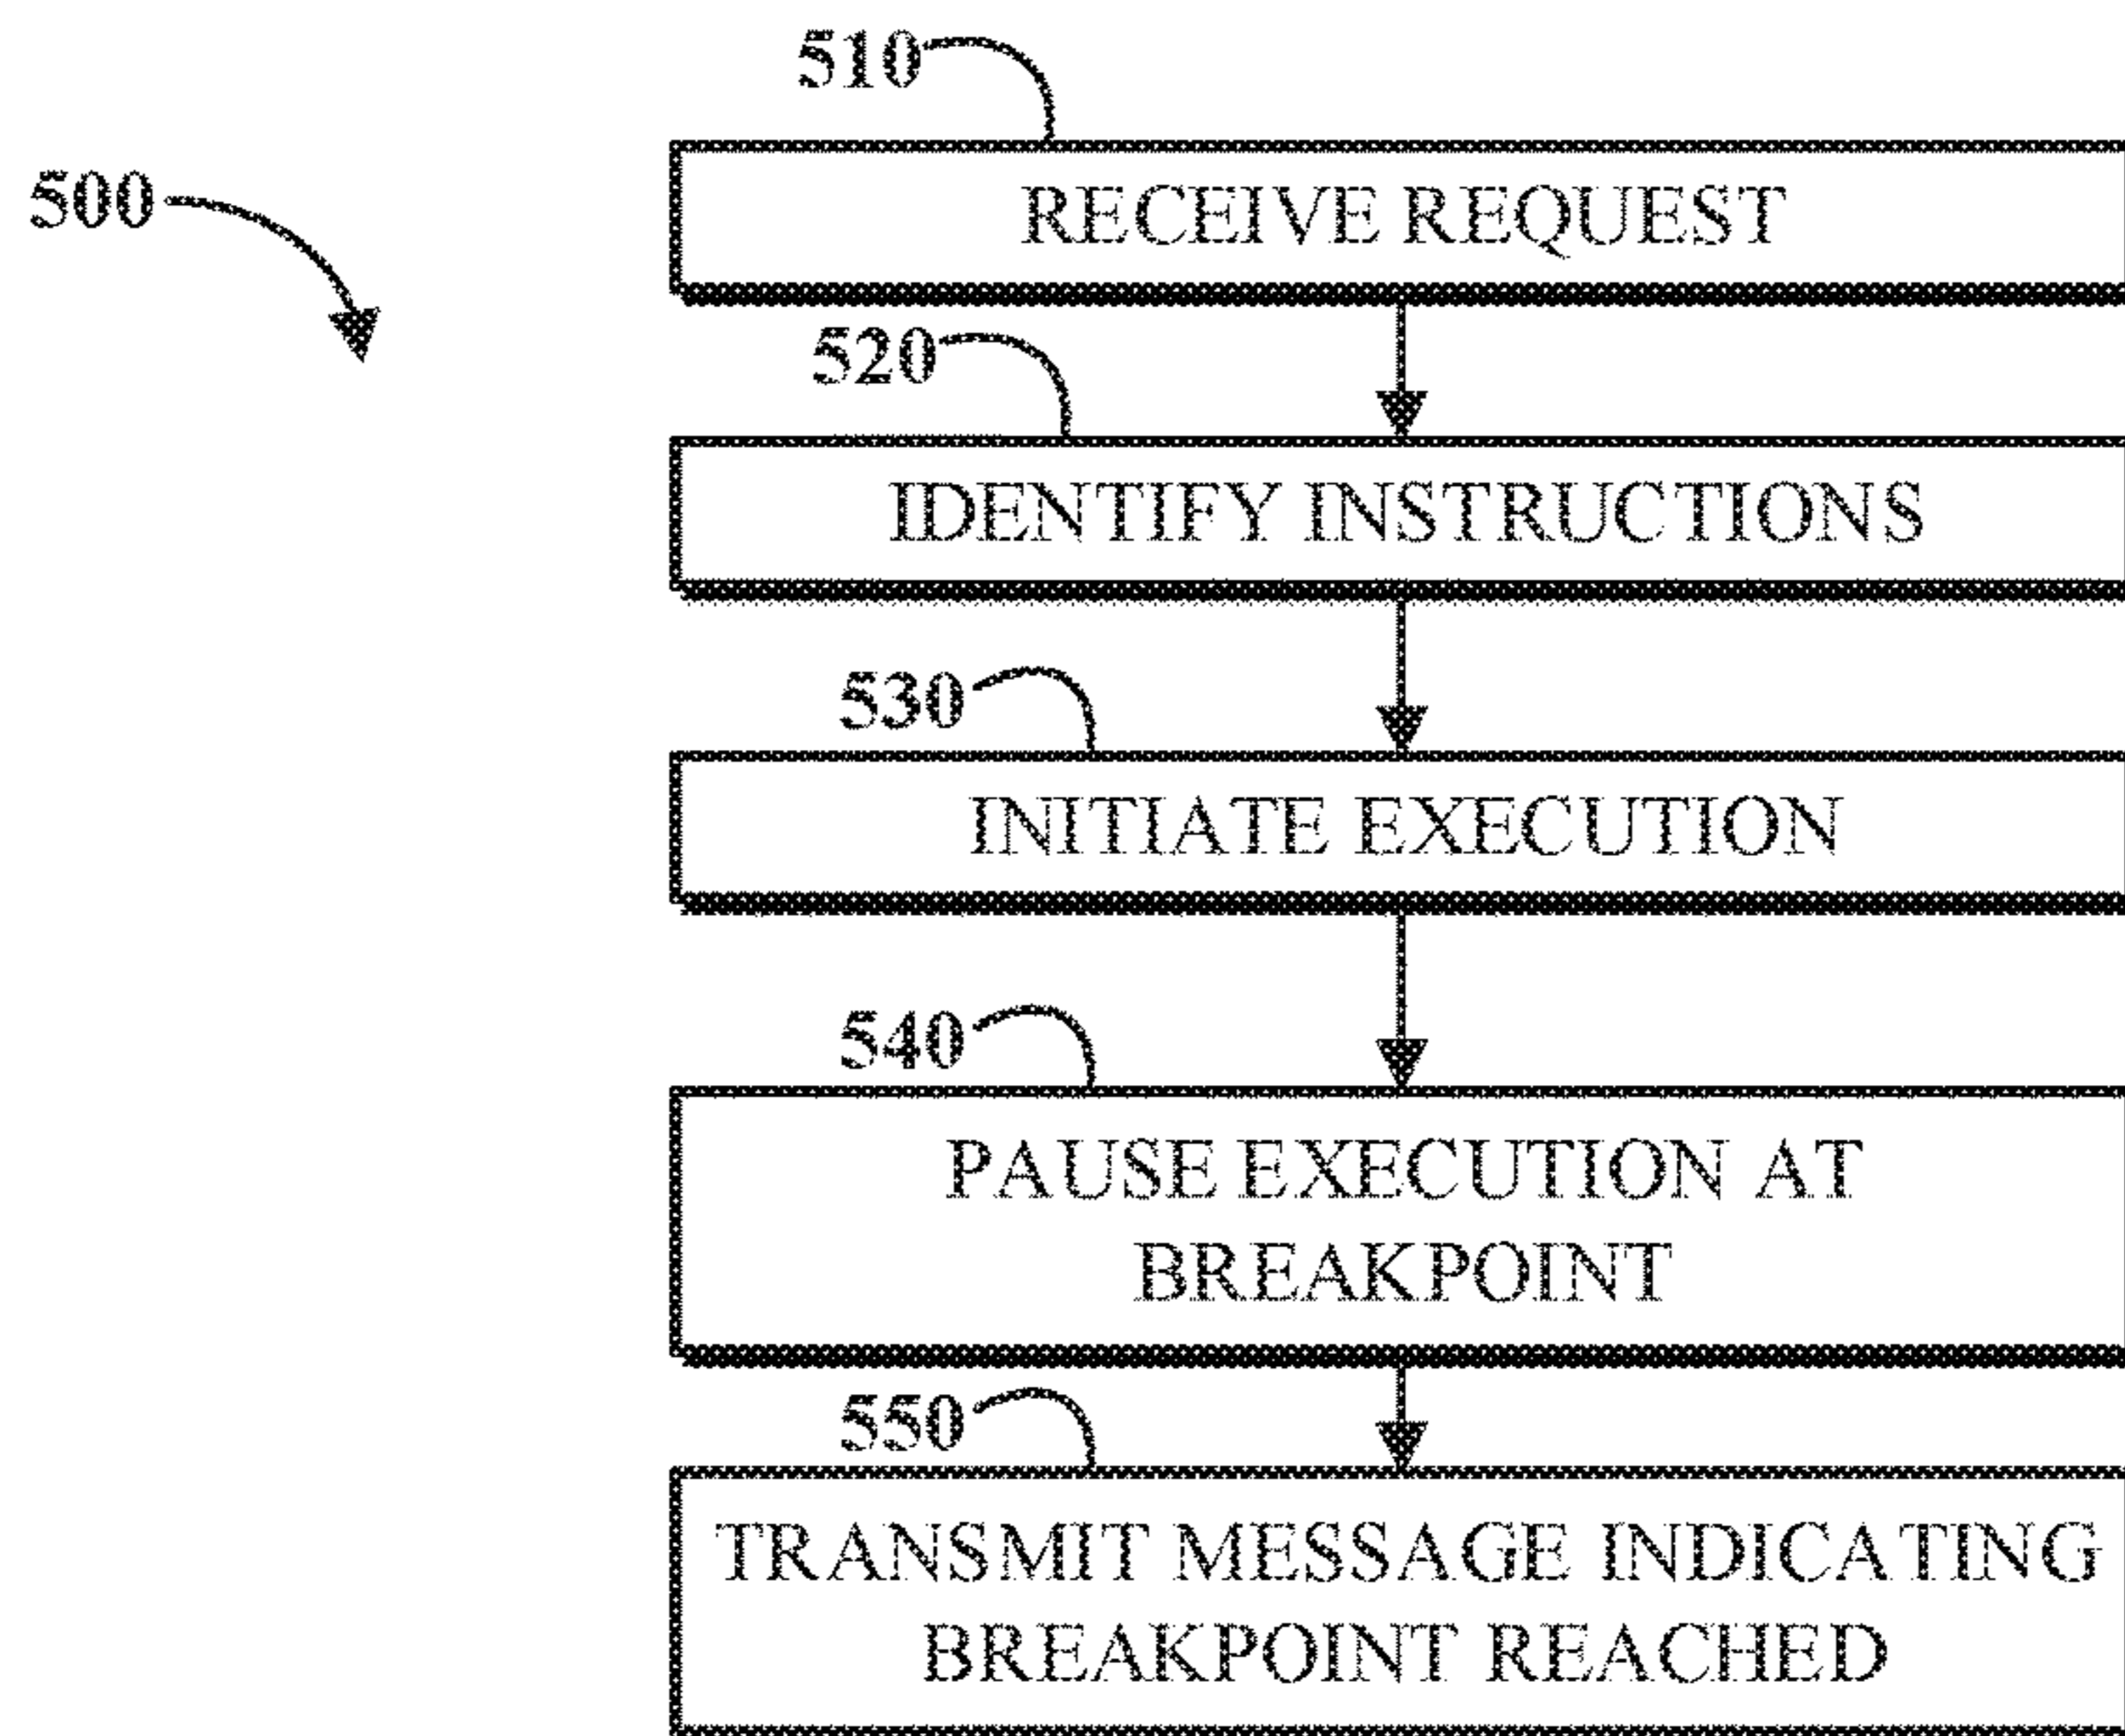 510
RECEIVE REQUEST
500
520
IDENTIFY INSTRUCTIONS
530
INITIATE EXECUTION
540
PAUSE EXECUTION AT
BREAKPOINT
550
TRANSMIT MESSAGE INDICATING
BREAKPOINT REACHED